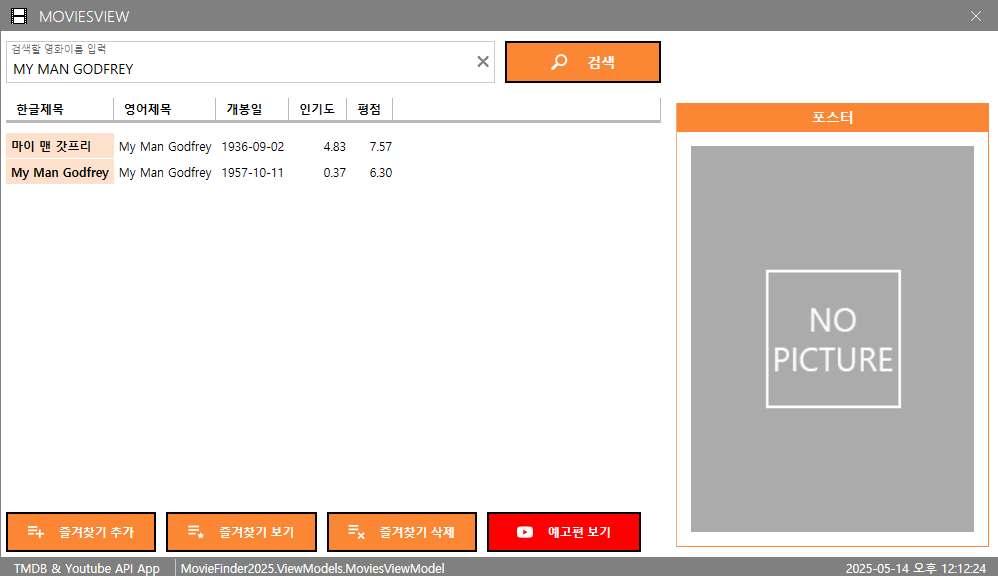 MOVIESVIEW
검색할 영화이름 입력
MY MAN GODFREY
검색
한글제목 영어제목 개봉일 인기도 평점
마이 맨 갓프리 My Man Godfrey 1936-09-02 4.83 7.57
My Man Godfrey My Man Godfrey 1957-10-11 0.37 6.30
포스터
NO
PICTURE
즐겨찾기 추가 즐겨찾기 보기 즐겨찾기 삭제 예고편 보기
TMDB & Youtube API App MovieFinder2025.ViewModels.MoviesViewModel 2025-05-14 오후 12:12:24